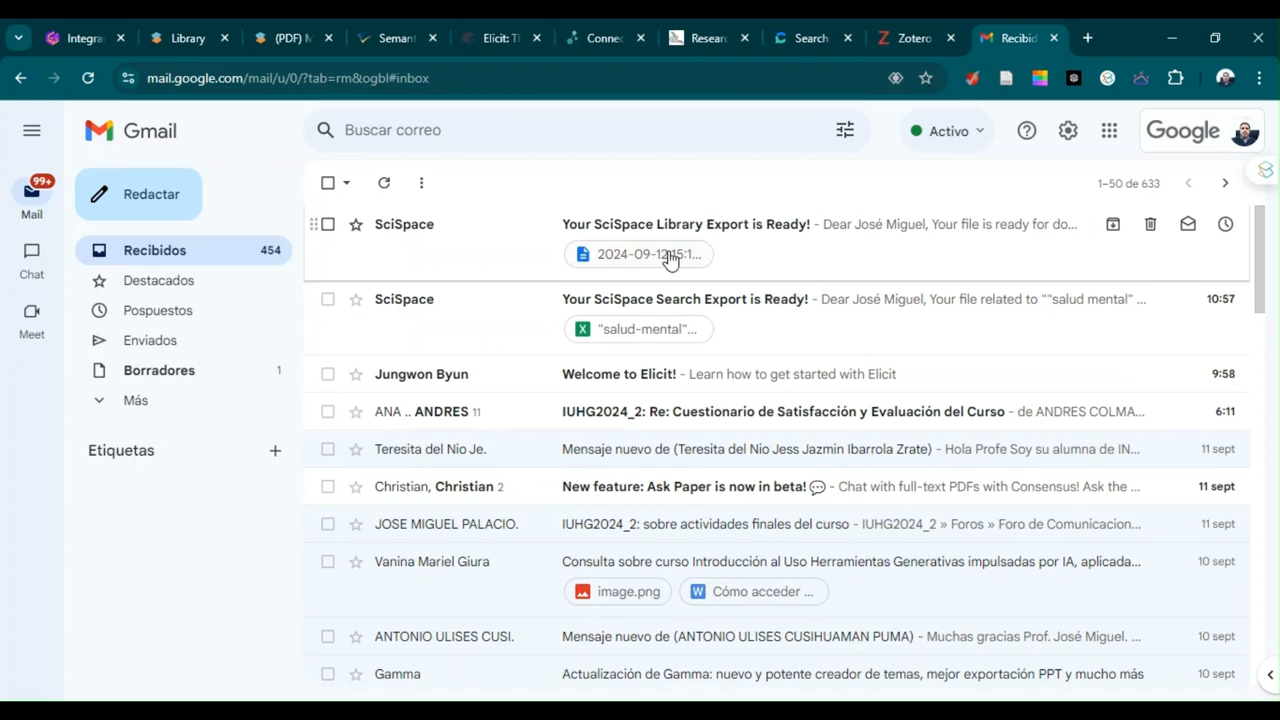 Integra
Library
(PDF) M
Semant
Elicit: Th
Connec
Researc
Search
Zotero
Recibid
mail.google.com/mail/u/0/?tab=rm&ogbl#inbox
Gmail
Buscar correo
Activo
Google
99+
Mail
Redactar
1–50 de 633
Recibidos 454
SciSpace Your SciSpace Library Export is Ready! - Dear José Miguel, Your file is ready for do...
2024-09-12 15:1...
Chat
Destacados
Pospuestos
SciSpace Your SciSpace Search Export is Ready! - Dear José Miguel, Your file related to ""salud mental" ... 10:57
"salud-mental"...
Meet
Enviados
Borradores 1
Jungwon Byun Welcome to Elicit! - Learn how to get started with Elicit 9:58
Más
ANA .. ANDRES 11 IUHG2024_2: Re: Cuestionario de Satisfacción y Evaluación del Curso - de ANDRES COLMA... 6:11
Etiquetas
Teresita del Nio Je. Mensaje nuevo de (Teresita del Nio Jess Jazmin Ibarrola Zrate) - Hola Profe Soy su alumna de IN... 11 sept
Christian, Christian 2 New feature: Ask Paper is now in beta! 💬 - Chat with full-text PDFs with Consensus! Ask the ... 11 sept
JOSE MIGUEL PALACIO. IUHG2024_2: sobre actividades finales del curso - IUHG2024_2 » Foros » Foro de Comunicacion... 11 sept
Vanina Mariel Giura Consulta sobre curso Introducción al Uso Herramientas Generativas impulsadas por IA, aplicada... 10 sept
image.png
Cómo acceder ...
ANTONIO ULISES CUSI. Mensaje nuevo de (ANTONIO ULISES CUSIHUAMAN PUMA) - Muchas gracias Prof. José Miguel. ... 10 sept
Gamma Actualización de Gamma: nuevo y potente creador de temas, mejor exportación PPT y mucho más 10 sept